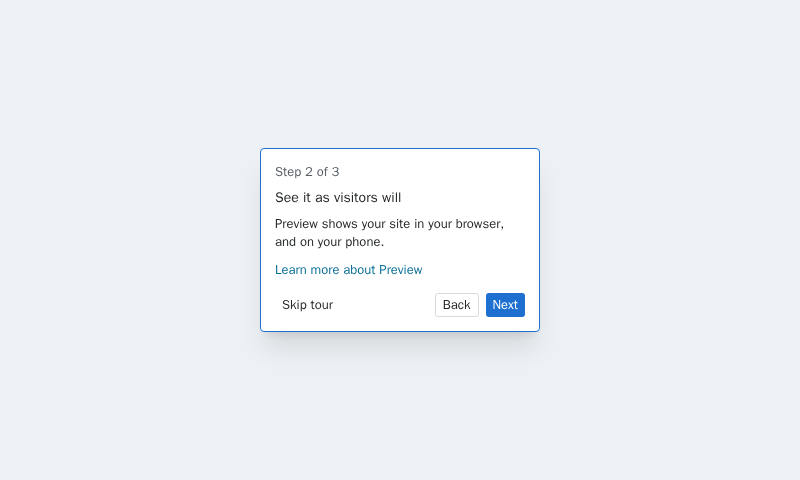 Step 2 of 3
See it as visitors will
Preview shows your site in your browser,
and on your phone.
Learn more about Preview
Skip tour Back Next